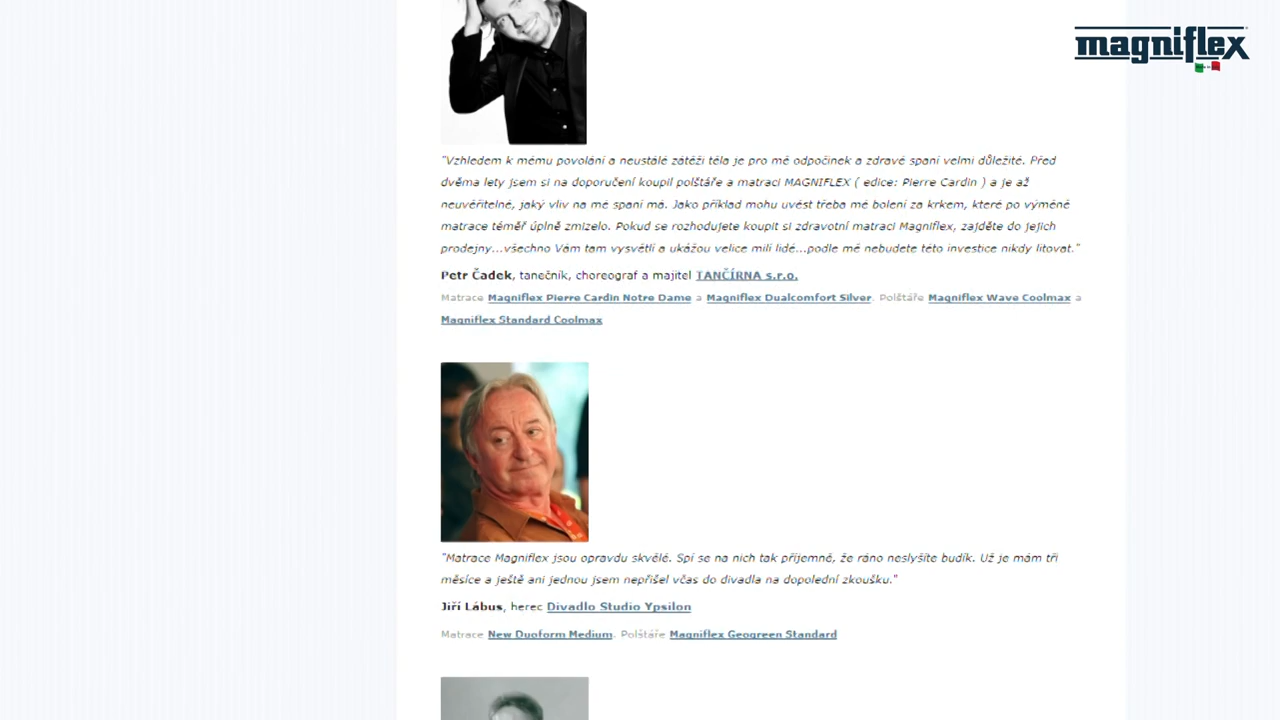 magniflex
"Vzhledem k mému povolání a neustálé zátěži těla je pro mě odpočinek a zdravé spaní velmi důležité. Před
dvěma lety jsem si na doporučení koupil polštáře a matraci MAGNIFLEX ( edice: Pierre Cardin ) a je až
neuvěřitelné, jaký vliv na mé spaní má. Jako příklad mohu uvést třeba mé bolení za krkem, které po výměně
matrace téměř úplně zmizelo. Pokud se rozhodujete koupit si zdravotní matraci Magniflex, zajděte do jejich
prodejny...všechno Vám tam vysvětlí a ukážou velice milí lidé...podle mě nebudete této investice nikdy litovat."
Petr Čadek, tanečník, choreograf a majitel TANČÍRNA s.r.o.
Matrace Magniflex Pierre Cardin Notre Dame a Magniflex Dualcomfort Silver. Polštáře Magniflex Wave Coolmax a
Magniflex Standard Coolmax
"Matrace Magniflex jsou opravdu skvělé. Spí se na nich tak příjemně, že ráno neslyšíte budík. Už je mám tři
měsíce a ještě ani jednou jsem nepřišel včas do divadla na dopolední zkoušku."
Jiří Lábus, herec Divadlo Studio Ypsilon
Matrace New Duoform Medium. Polštáře Magniflex Geogreen Standard